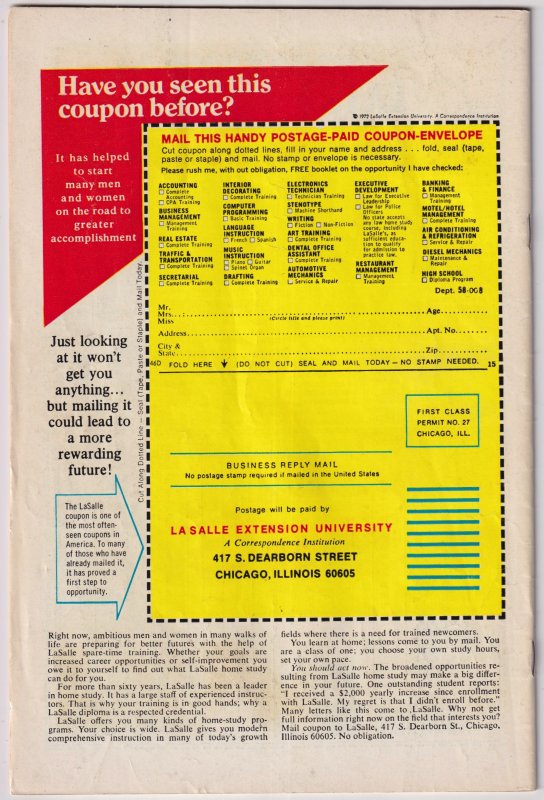 Have you seen this
coupon before?
© 1972 LaSalle Extension University. A Correspondence Institution
It has helped
to start
many men
and women
on the road to
greater
accomplishment
Just looking
at it won't
get you
anything...
but mailing it
could lead to
a more
rewarding
future!
The LaSalle
coupon is one of
the most often-
seen coupons in
America. To many
of those who have
already mailed it,
it has proved a
first step to
opportunity.
Cut Along Dotted Line — Seal (Tape, Paste or Staple) and Mail Today.
MAIL THIS HANDY POSTAGE-PAID COUPON-ENVELOPE
Cut coupon along dotted lines, fill in your name and address . . . fold, seal (tape,
paste or staple) and mail. No stamp or envelope is necessary.
Please rush me, with out obligation, FREE booklet on the opportunity I have checked:
ACCOUNTING
Complete
Accounting
CPA Training
BUSINESS
MANAGEMENT
Management
Training
REAL ESTATE
Complete Training
TRAFFIC &
TRANSPORTATION
Complete Training
SECRETARIAL
Complete Training
INTERIOR
DECORATING
Complete Training
COMPUTER
PROGRAMMING
Basic Training
LANGUAGE
INSTRUCTION
French Spanish
MUSIC
INSTRUCTION
Piano Guitar
Spinet Organ
DRAFTING
Complete Training
ELECTRONICS
TECHNICIAN
Technician Training
STENOTYPE
Machine Shorthand
WRITING
Fiction Non-Fiction
ART TRAINING
Complete Training
DENTAL OFFICE
ASSISTANT
Complete Training
AUTOMOTIVE
MECHANICS
Service & Repair
EXECUTIVE
DEVELOPMENT
Law for Executive
Leadership
Law for Police
Officers
No state accepts
any law home study
course, including
LaSalle's, as
sufficient educa-
tion to qualify
for admission to
practice law.
RESTAURANT
MANAGEMENT
Management
Training
BANKING
& FINANCE
Management
Training
MOTEL/HOTEL
MANAGEMENT
Complete Training
AIR CONDITIONING
& REFRIGERATION
Service & Repair
DIESEL MECHANICS
Maintenance &
Repair
HIGH SCHOOL
Diploma Program
Dept. 58-008
Mr.
Mrs. : Age
Miss (Circle title and please print)
Address Apt. No.
City &
State Zip
46D FOLD HERE ↓ (DO NOT CUT) SEAL AND MAIL TODAY — NO STAMP NEEDED. 15
FIRST CLASS
PERMIT NO. 27
CHICAGO, ILL.
BUSINESS REPLY MAIL
No postage stamp required if mailed in the United States
Postage will be paid by
LA SALLE EXTENSION UNIVERSITY
A Correspondence Institution
417 S. DEARBORN STREET
CHICAGO, ILLINOIS 60605
Right now, ambitious men and women in many walks of
life are preparing for better futures with the help of
LaSalle spare-time training. Whether your goals are
increased career opportunities or self-improvement you
owe it to yourself to find out what LaSalle home study
can do for you.
For more than sixty years, LaSalle has been a leader
in home study. It has a large staff of experienced instruc-
tors. That is why your training is in good hands; why a
LaSalle diploma is a respected credential.
LaSalle offers you many kinds of home-study pro-
grams. Your choice is wide. LaSalle gives you modern
comprehensive instruction in many of today's growth
fields where there is a need for trained newcomers.
You learn at home; lessons come to you by mail. You
are a class of one; you choose your own study hours,
set your own pace.
You should act now. The broadened opportunities re-
sulting from LaSalle home study may make a big differ-
ence in your future. One outstanding student reports:
"I received a $2,000 yearly increase since enrollment
with LaSalle. My regret is that I didn't enroll before."
Many letters like this come to LaSalle. Why not get
full information right now on the field that interests you?
Mail coupon to LaSalle, 417 S. Dearborn St., Chicago,
Illinois 60605. No obligation.